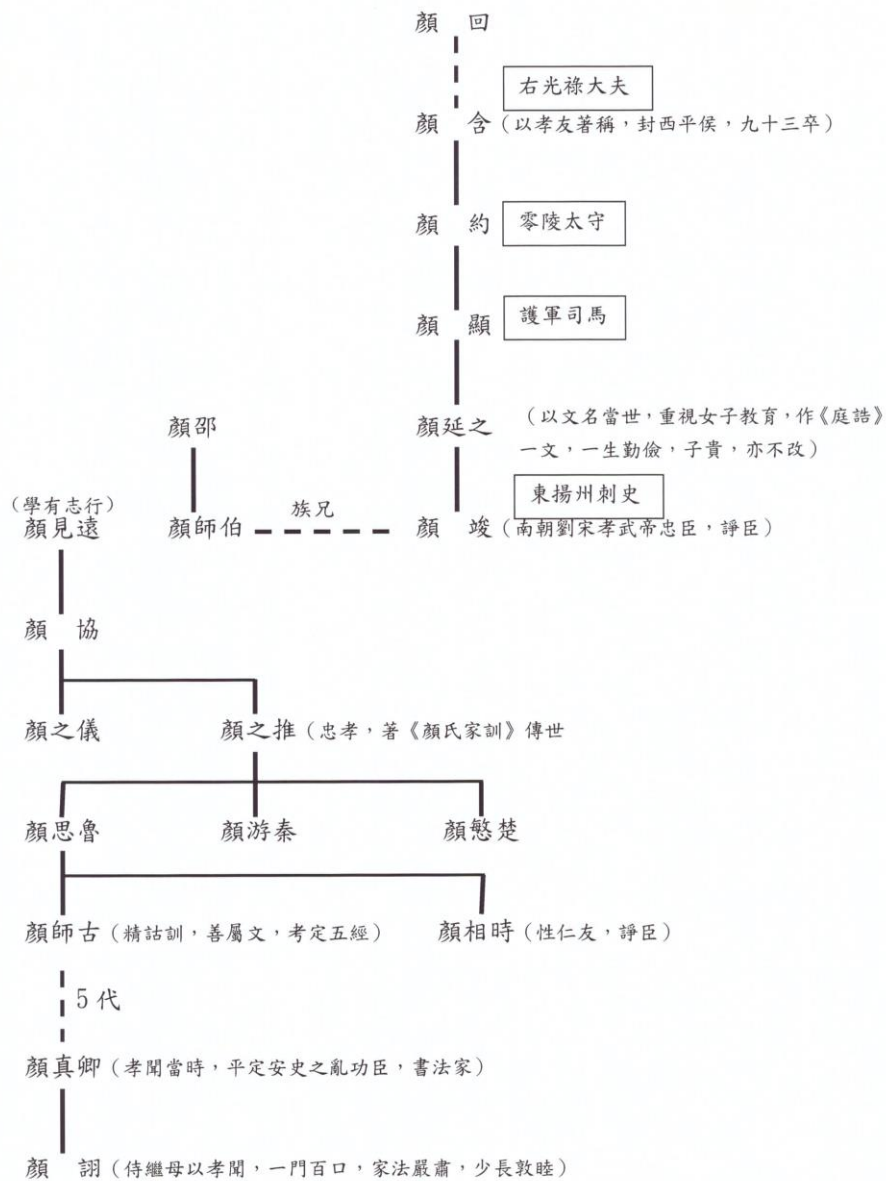 顏　回
右光祿大夫
顏　含（以孝友著稱，封西平侯，九十三卒）
顏　約 零陵太守
顏　顯 護軍司馬
顏邵
顏延之
（以文名當世，重視女子教育，作《庭誥》
一文，一生勤儉，子貴，亦不改）
東揚州刺史
（學有志行）
顏見遠
顏師伯
族兄
顏　竣（南朝劉宋孝武帝忠臣，諍臣）
顏　協
顏之儀
顏之推（忠孝，著《顏氏家訓》傳世
顏思魯
顏游秦
顏慜楚
顏師古（精詁訓，善屬文，考定五經）
顏相時（性仁友，諍臣）
5 代
顏真卿（孝聞當時，平定安史之亂功臣，書法家）
顏　詡（侍繼母以孝聞，一門百口，家法嚴肅，少長敦睦）